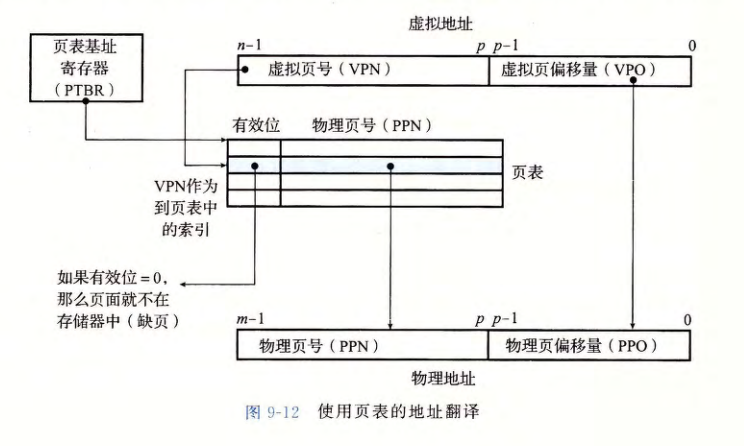 虚拟地址
页表基址
寄存器
（PTBR）
n-1 p p-1 0
虚拟页号（VPN） 虚拟页偏移量（VPO）
有效位 物理页号（PPN）
页表
VPN作为
到页表中
的索引
如果有效位=0，
那么页面就不在
存储器中（缺页）
m-1 p p-1 0
物理页号（PPN） 物理页偏移量（PPO）
物理地址
图 9-12 使用页表的地址翻译